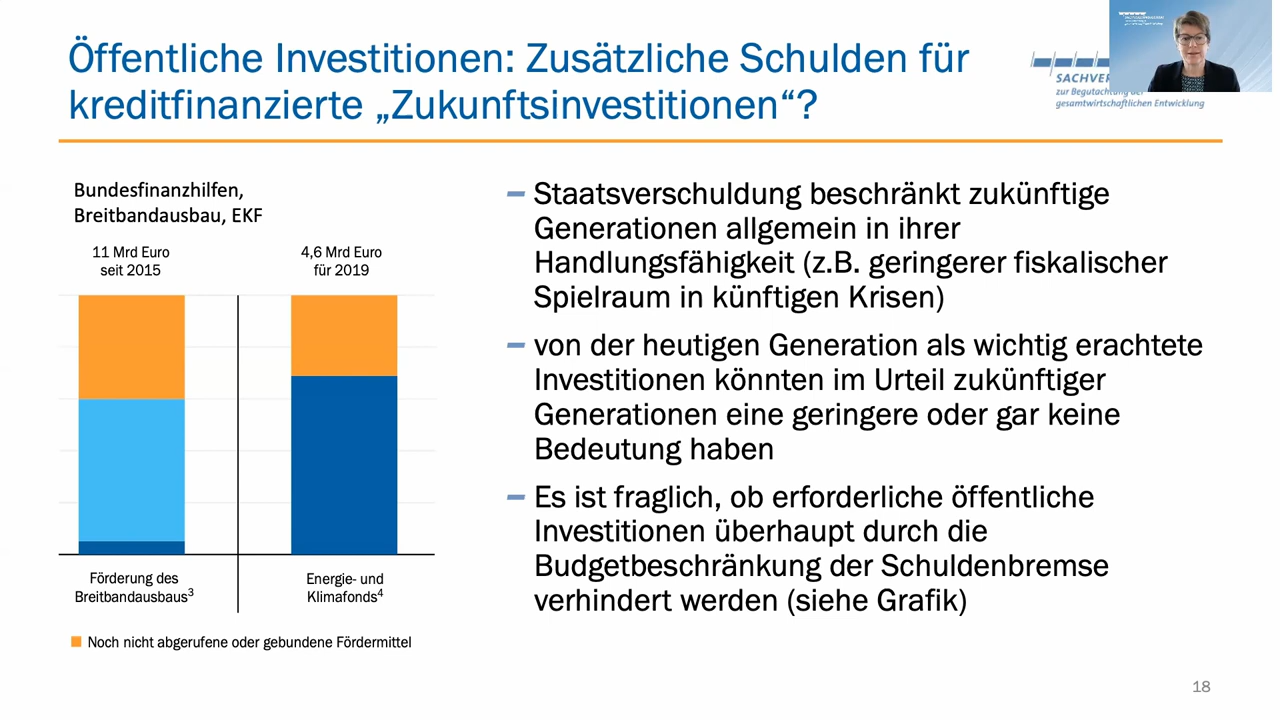 Öffentliche Investitionen: Zusätzliche Schulden für
kreditfinanzierte „Zukunftsinvestitionen“?
SACHVER
zur Begutachtung der
gesamtwirtschaftlichen Entwicklung
Bundesfinanzhilfen,
Breitbandausbau, EKF
11 Mrd Euro
seit 2015
4,6 Mrd Euro
für 2019
Förderung des
Breitbandausbaus³
Energie- und
Klimafonds⁴
Noch nicht abgerufene oder gebundene Fördermittel
– Staatsverschuldung beschränkt zukünftige
Generationen allgemein in ihrer
Handlungsfähigkeit (z.B. geringerer fiskalischer
Spielraum in künftigen Krisen)
– von der heutigen Generation als wichtig erachtete
Investitionen könnten im Urteil zukünftiger
Generationen eine geringere oder gar keine
Bedeutung haben
– Es ist fraglich, ob erforderliche öffentliche
Investitionen überhaupt durch die
Budgetbeschränkung der Schuldenbremse
verhindert werden (siehe Grafik)
18